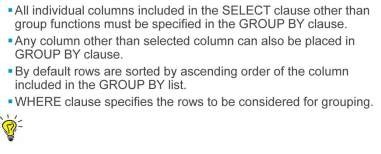 ▪ All individual columns included in the SELECT clause other than
group functions must be specified in the GROUP BY clause.
▪ Any column other than selected column can also be placed in
GROUP BY clause.
▪ By default rows are sorted by ascending order of the column
included in the GROUP BY list.
▪ WHERE clause specifies the rows to be considered for grouping.